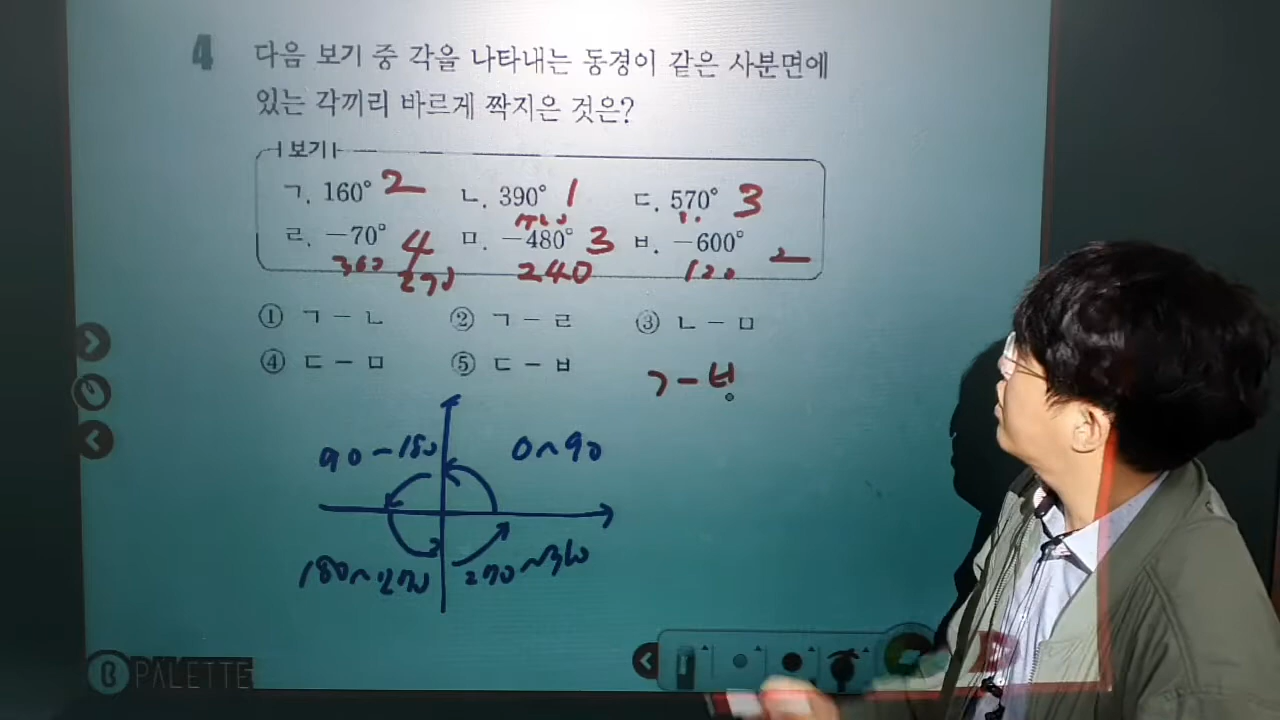 4 다음 보기 중 각을 나타내는 동경이 같은 사분면에
있는 각끼리 바르게 짝지은 것은?
보기
ㄱ. 160° 2 ㄴ. 390° 1 ㄷ. 570° 3
ㄹ. -70° 4 ㅁ. -480° 3 ㅂ. -600° 2
360 270 240 120
① ㄱ - ㄴ ② ㄱ - ㄹ ③ ㄴ - ㅁ
④ ㄷ - ㅁ ⑤ ㄷ - ㅂ
ㄱ-ㅂ
90~180 0~90
180~270 270~360
PALETTE